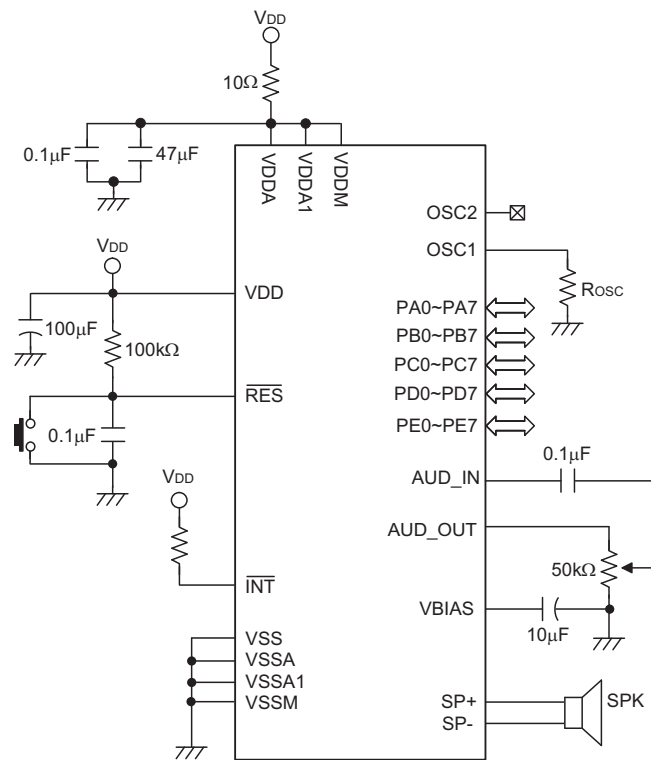 VDD
10Ω
0.1μF
47μF
VDDA
VDDA1
VDDM
OSC2
OSC1
ROSC
VDD
VDD
100μF
100kΩ
PA0~PA7
PB0~PB7
PC0~PC7
PD0~PD7
PE0~PE7
RES
0.1μF
AUD_IN
0.1μF
VDD
AUD_OUT
50kΩ
INT
VBIAS
10μF
VSS
VSSA
VSSA1
VSSM
SP+
SP-
SPK